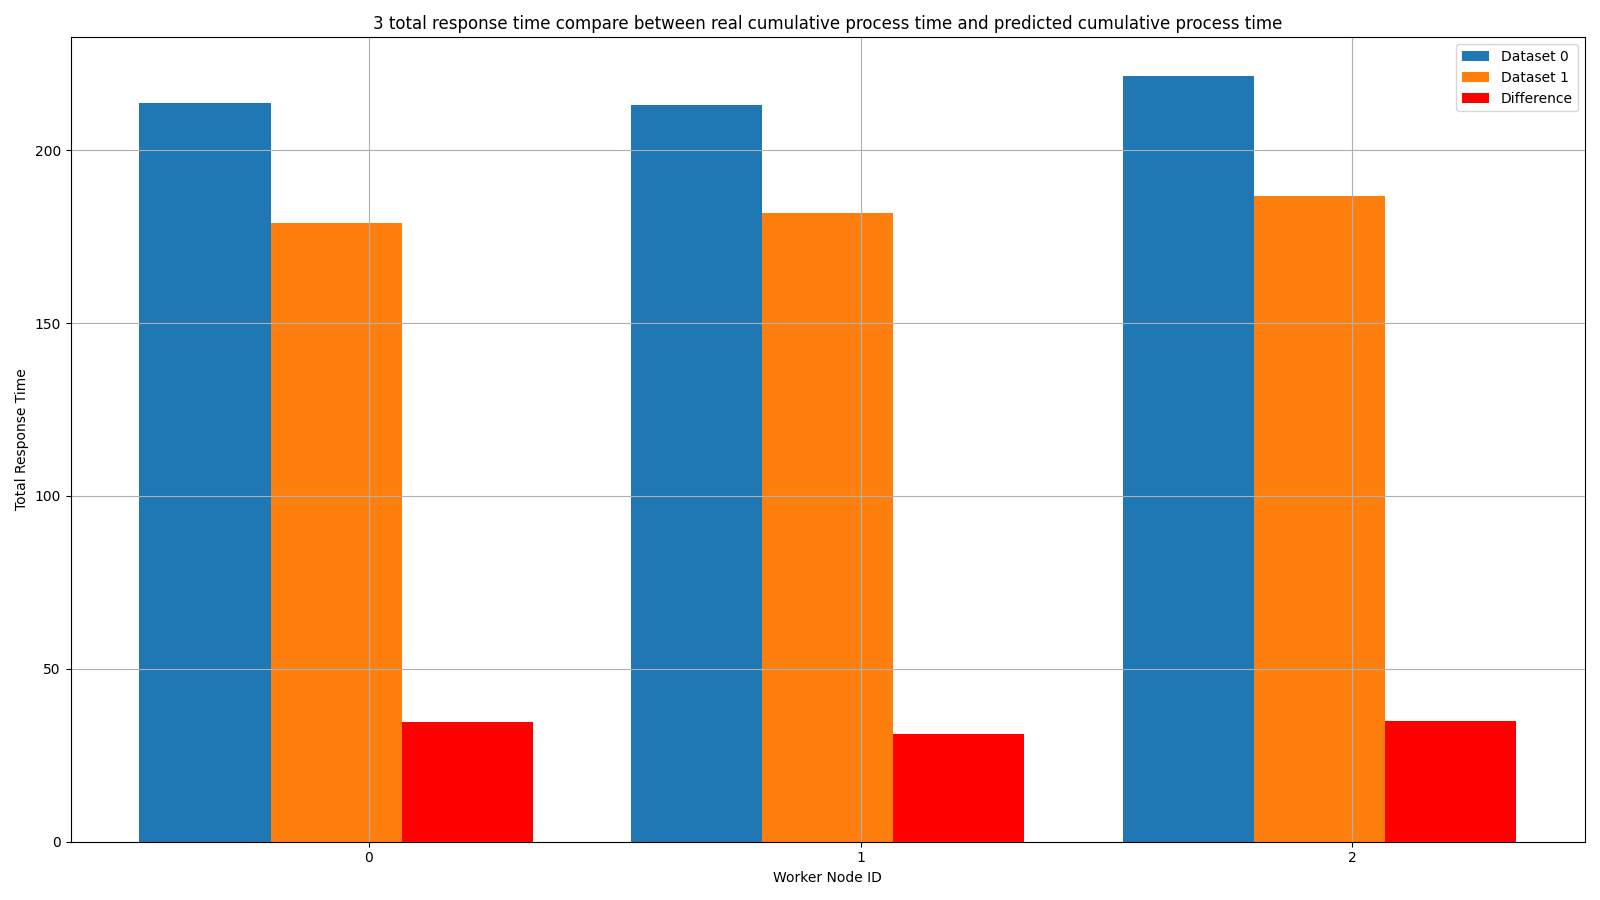 3 total response time compare between real cumulative process time and predicted cumulative process time
Dataset 0
Dataset 1
Difference
Total Response Time
200
150
100
50
0
0 1 2
Worker Node ID